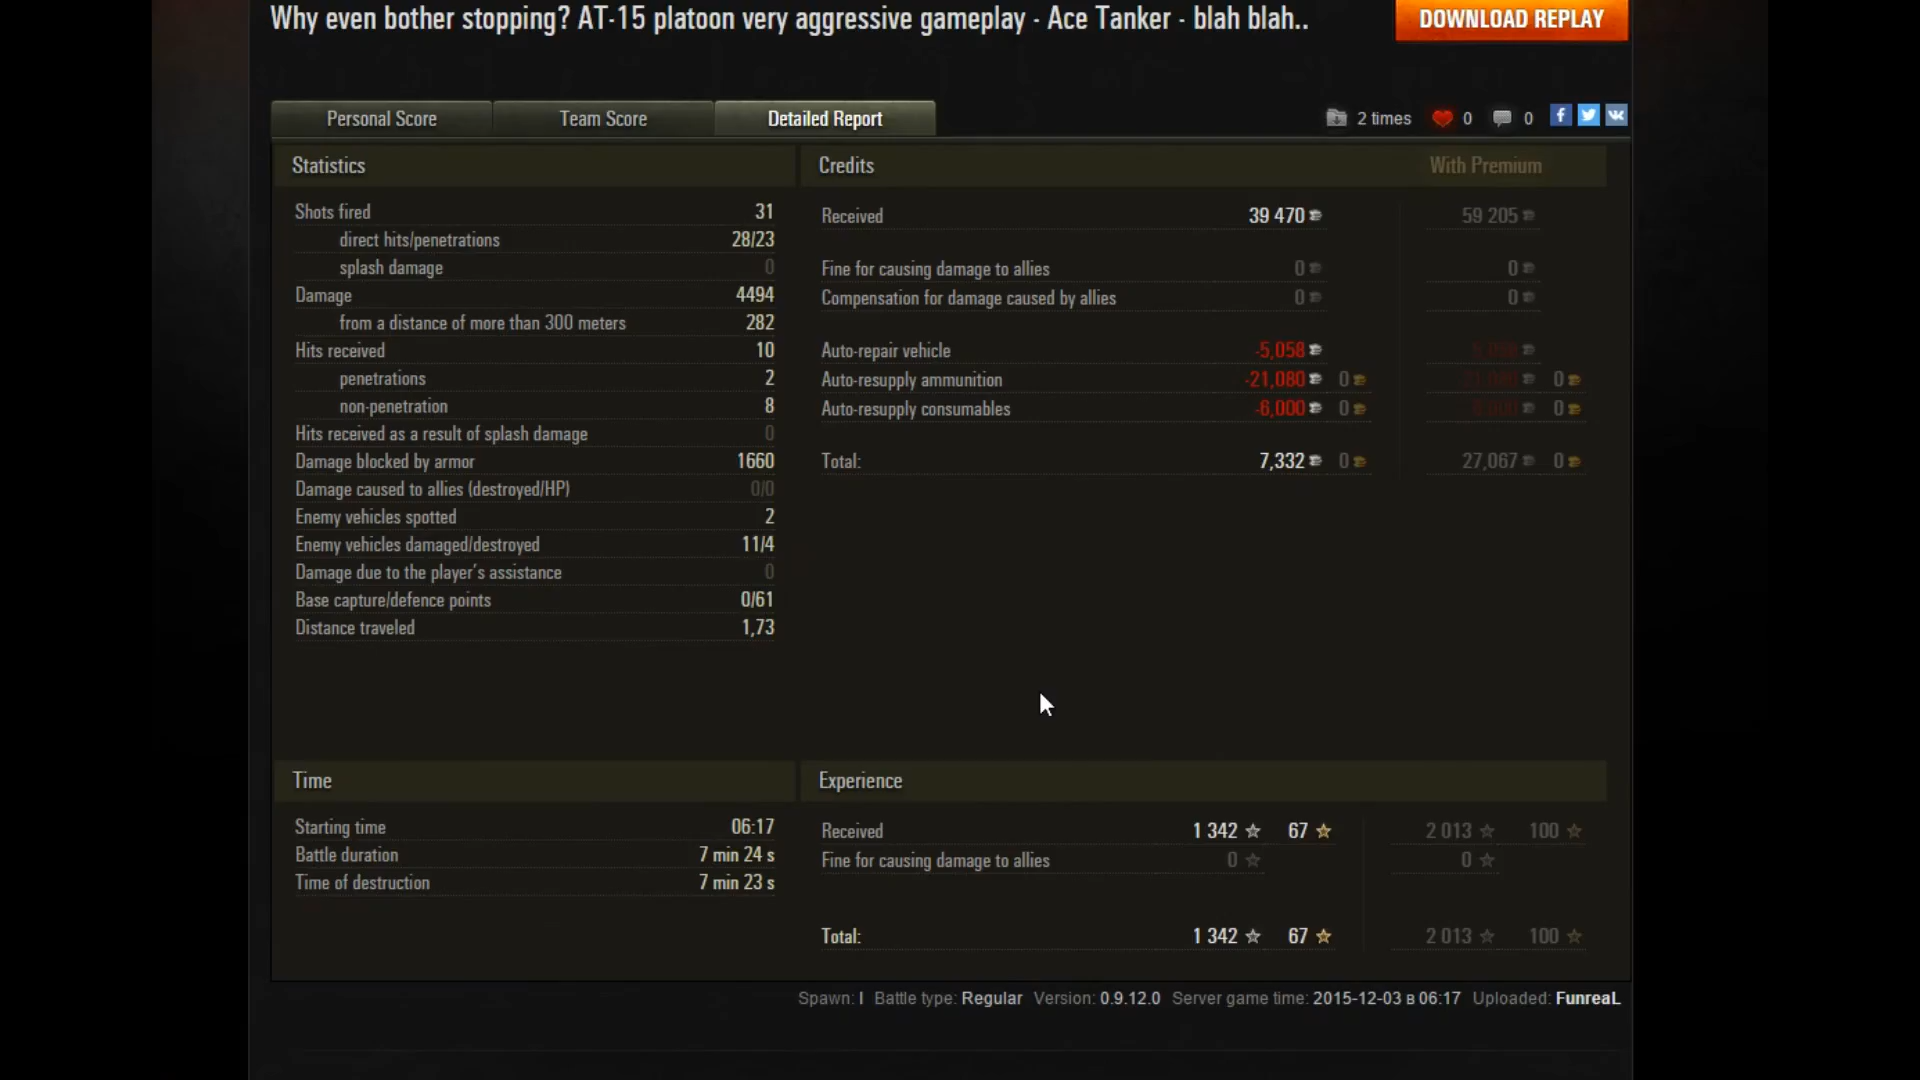 Why even bother stopping? AT-15 platoon very aggressive gameplay - Ace Tanker - blah blah..
DOWNLOAD REPLAY
Personal Score
Team Score
Detailed Report
2 times
0
0
Statistics
Shots fired 31
direct hits/penetrations 28/23
splash damage 0
Damage 4494
from a distance of more than 300 meters 282
Hits received 10
penetrations 2
non-penetration 8
Hits received as a result of splash damage 0
Damage blocked by armor 1660
Damage caused to allies (destroyed/HP) 0/0
Enemy vehicles spotted 2
Enemy vehicles damaged/destroyed 11/4
Damage due to the player's assistance 0
Base capture/defence points 0/61
Distance traveled 1,73
Credits With Premium
Received 39 470 59 205
Fine for causing damage to allies 0 0
Compensation for damage caused by allies 0 0
Auto-repair vehicle -5,058
Auto-resupply ammunition -21,080 0 0
Auto-resupply consumables -6,000 0 0
Total: 7,332 0 27,067 0
Time
Starting time 06:17
Battle duration 7 min 24 s
Time of destruction 7 min 23 s
Experience
Received 1 342 67 2 013 100
Fine for causing damage to allies 0 0
Total: 1 342 67 2 013 100
Spawn: I Battle type: Regular Version: 0.9.12.0 Server game time: 2015-12-03 в 06:17 Uploaded: FunreaL